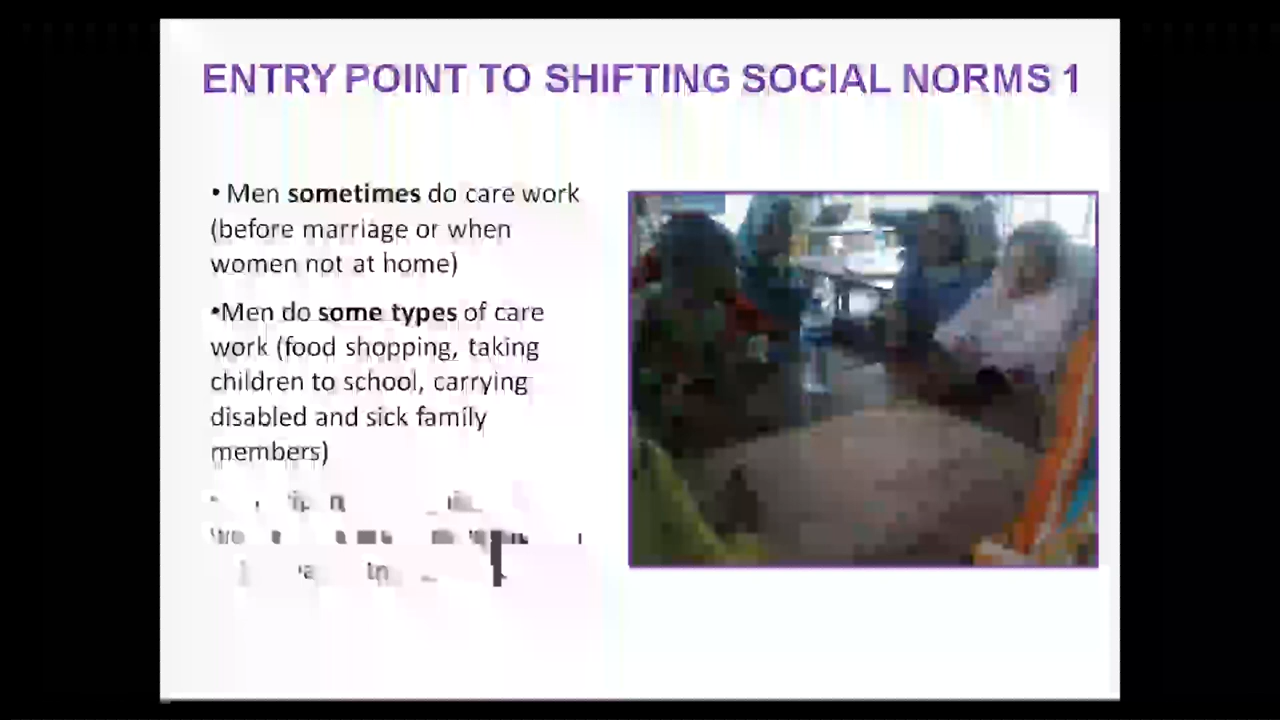 ENTRY POINT TO SHIFTING SOCIAL NORMS 1
• Men sometimes do care work
(before marriage or when
women not at home)
•Men do some types of care
work (food shopping, taking
children to school, carrying
disabled and sick family
members)